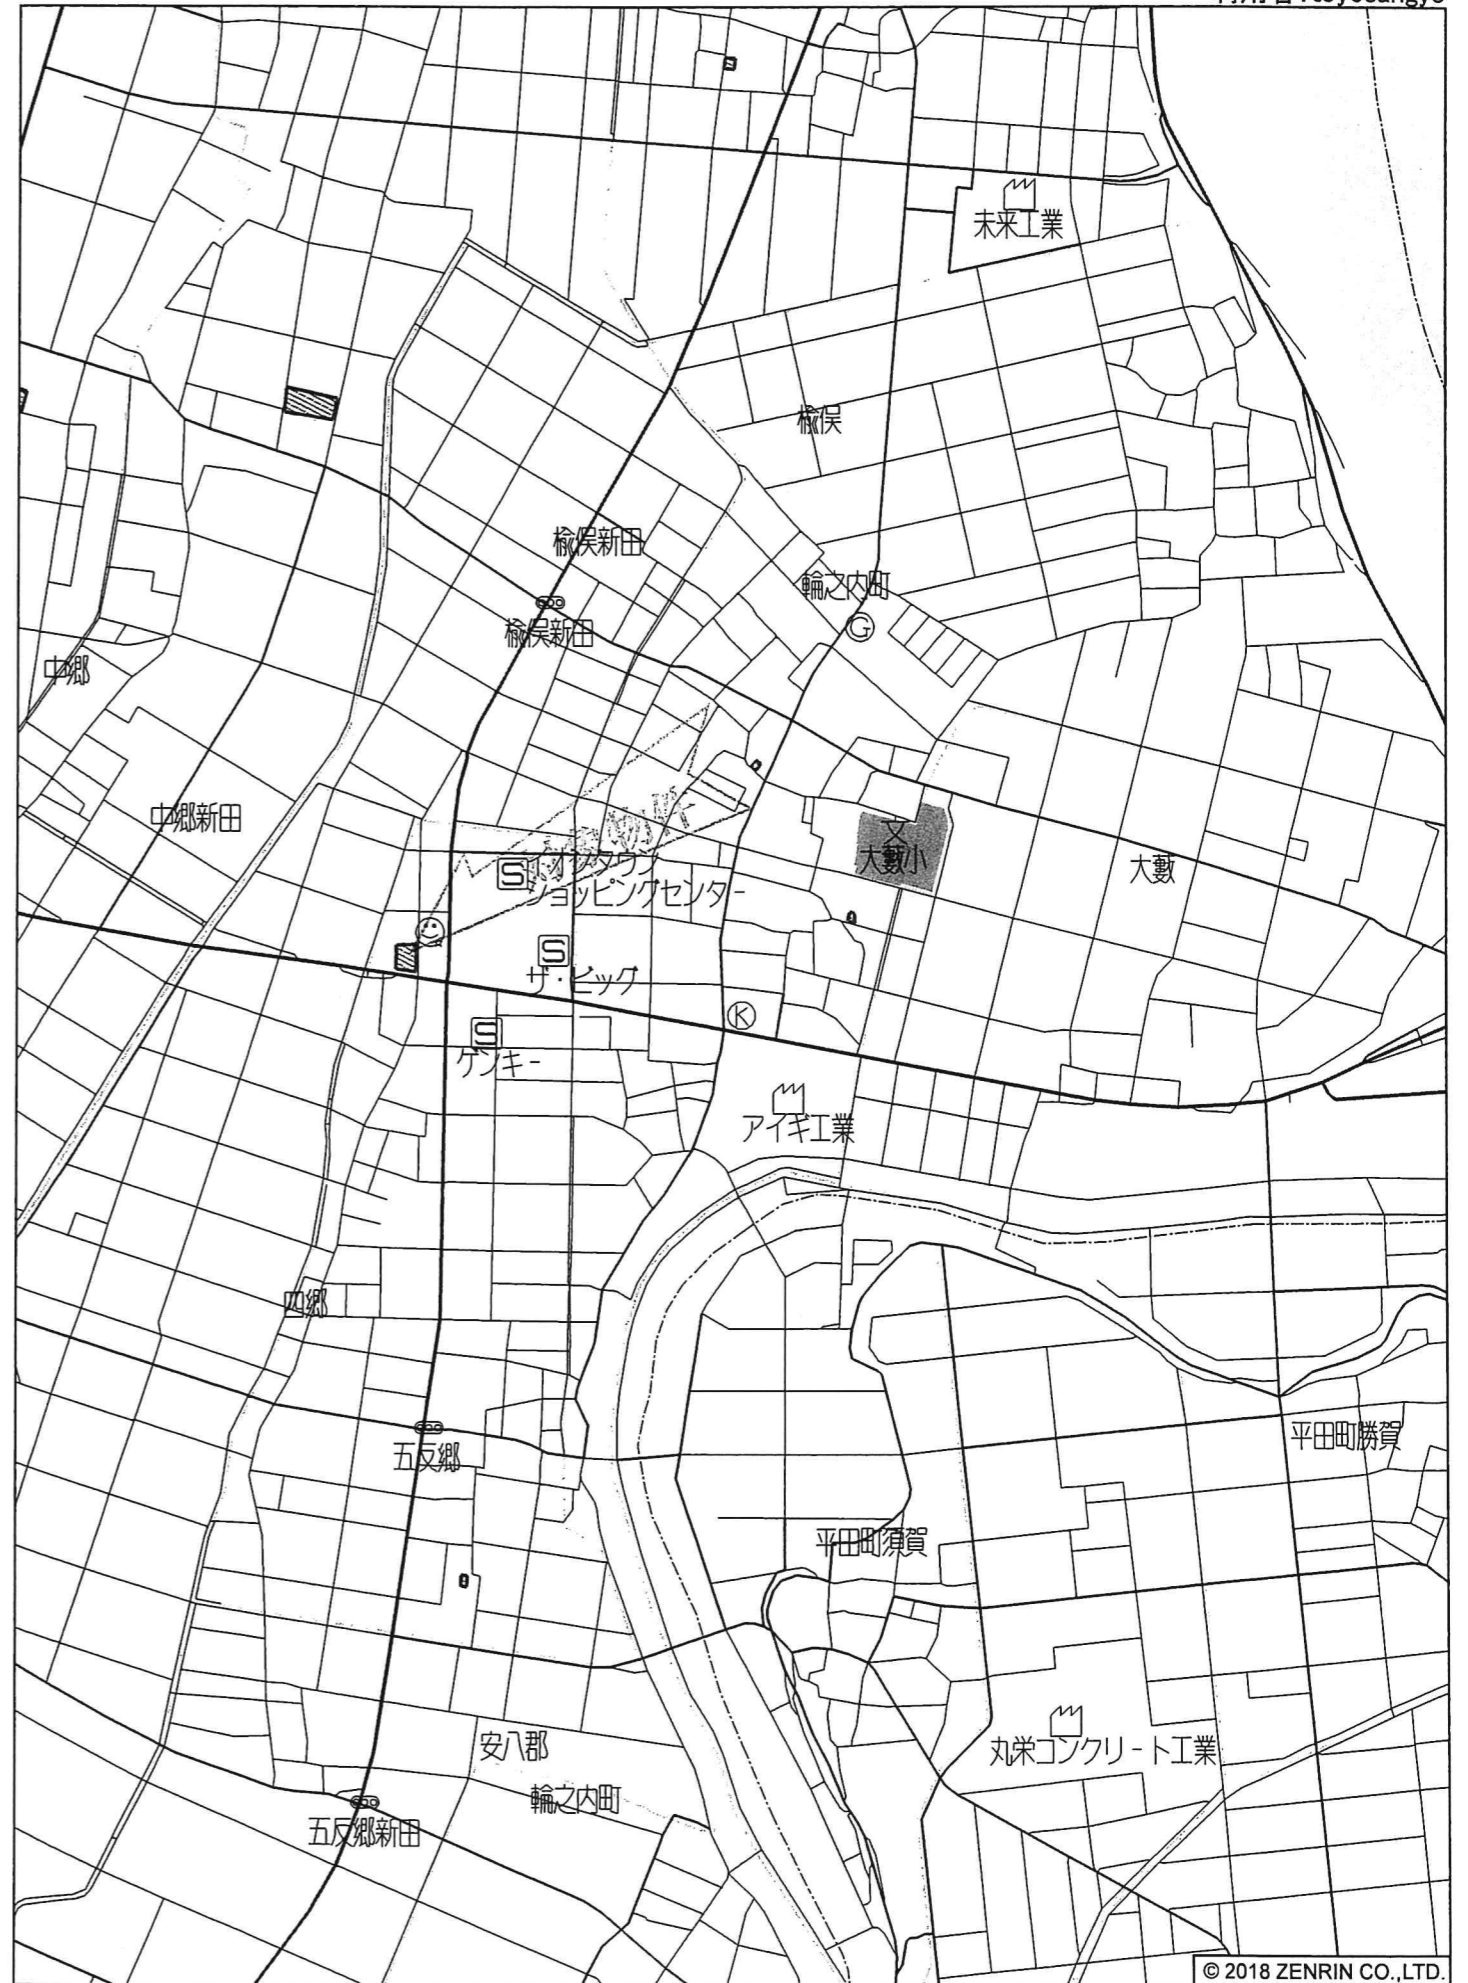 未来工業
楡俣
楡俣新田
輪之内町
G
楡俣新田
中郷
中郷新田
文
大藪小
大藪
S イオンタウン
ショッピングセンター
S
ザ・ビッグ
K
S
ゲンキー
アイギ工業
四郷
五反郷
平田町勝賀
平田町須賀
丸栄コンクリート工業
安八郡
輪之内町
五反郷新田
© 2018 ZENRIN CO.,LTD.